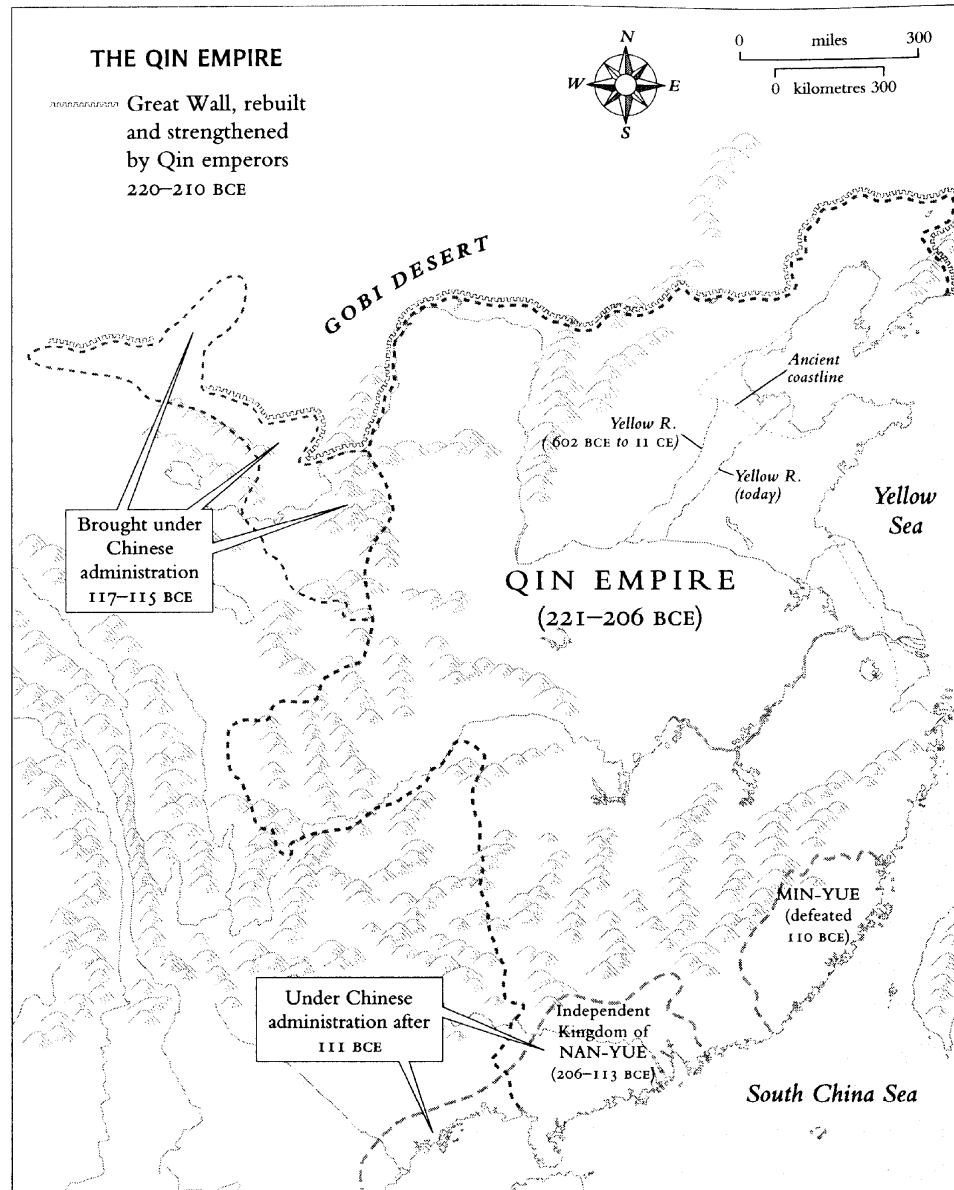 THE QIN EMPIRE
Great Wall, rebuilt
and strengthened
by Qin emperors
220–210 BCE
N
W
E
S
0 miles 300
0 kilometres 300
GOBI DESERT
Ancient
coastline
Yellow R.
(602 BCE to 11 CE)
Yellow R.
(today)
Yellow
Sea
Brought under
Chinese
administration
117–115 BCE
QIN EMPIRE
(221–206 BCE)
MIN-YUE
(defeated
110 BCE)
Under Chinese
administration after
111 BCE
Independent
Kingdom of
NAN-YUE
(206–113 BCE)
South China Sea